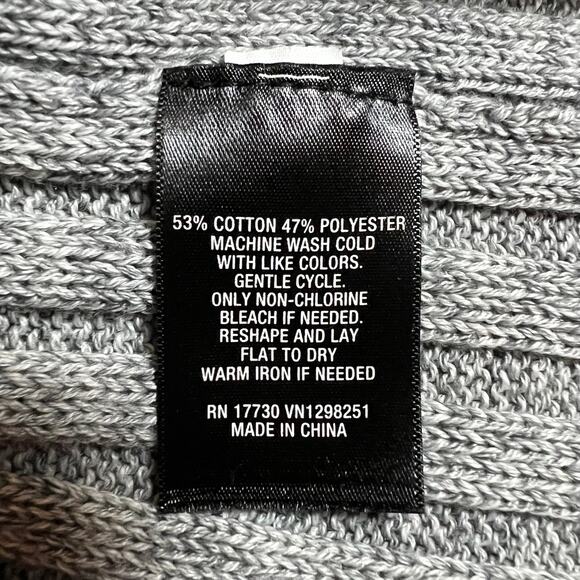 53% COTTON 47% POLYESTER
MACHINE WASH COLD
WITH LIKE COLORS.
GENTLE CYCLE.
ONLY NON-CHLORINE
BLEACH IF NEEDED.
RESHAPE AND LAY
FLAT TO DRY
WARM IRON IF NEEDED
RN 17730 VN1298251
MADE IN CHINA